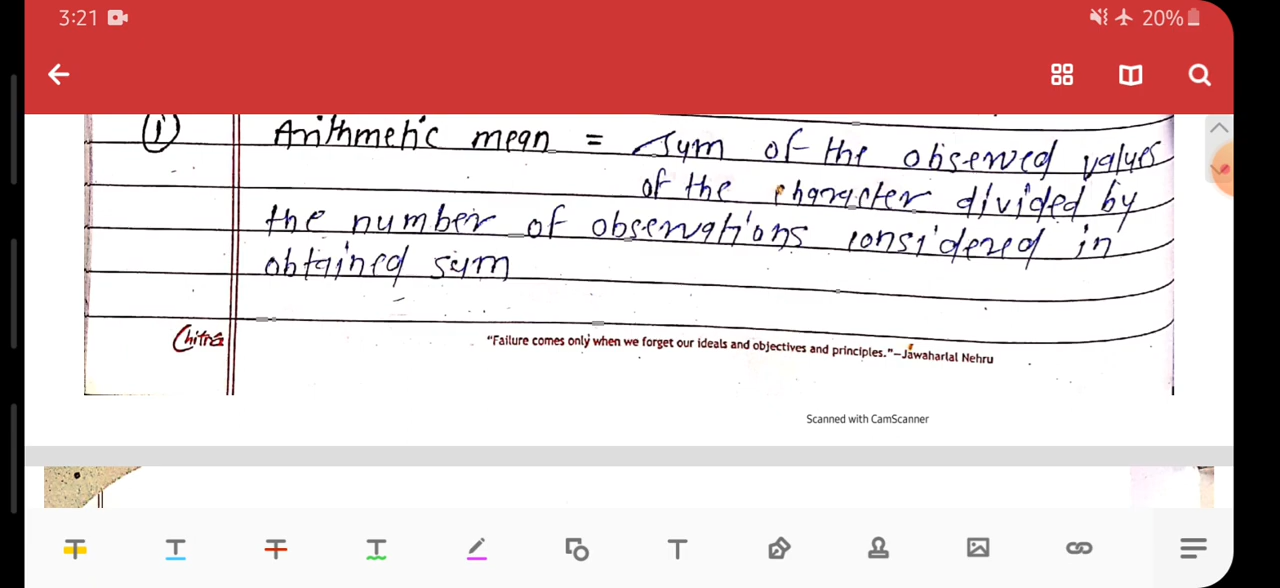 3:21
20%
(1) Arithmetic mean = Sum of the observed values
of the character divided by
the number of observations considered in
obtained sum
Chitra
"Failure comes only when we forget our ideals and objectives and principles."–Jawaharlal Nehru
Scanned with CamScanner
T T T T T